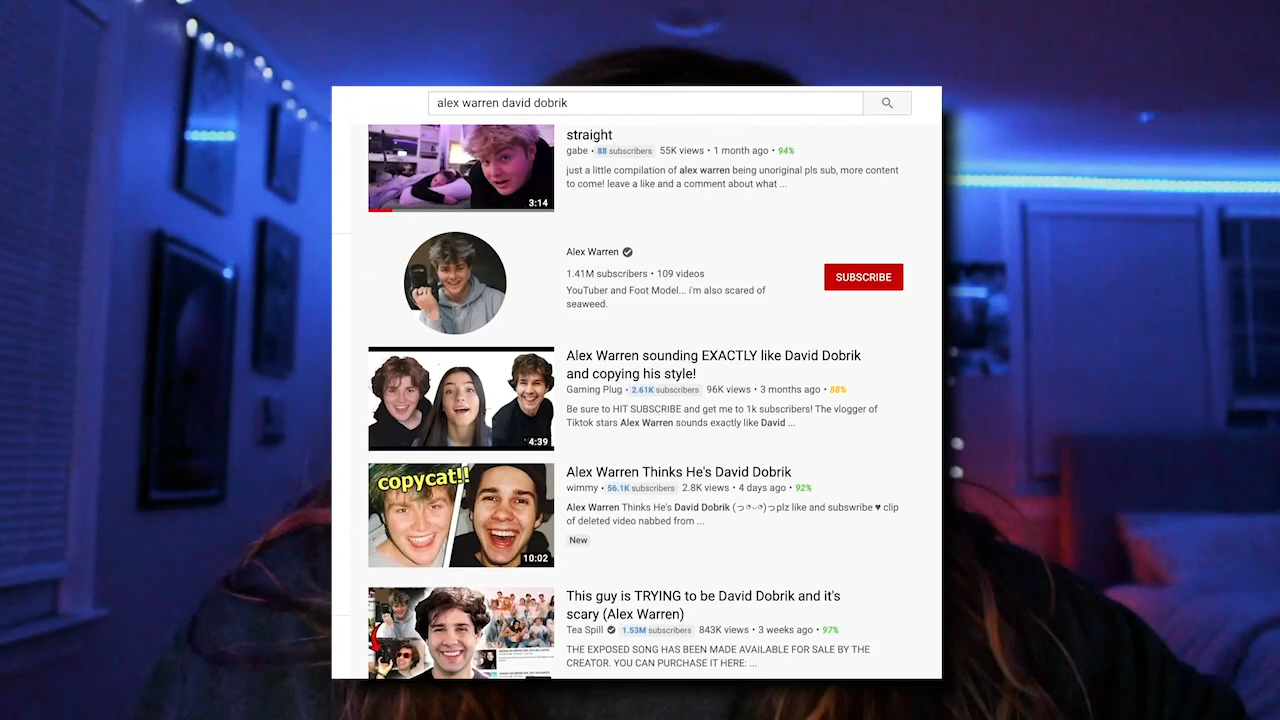 alex warren david dobrik
straight
gabe • 88 subscribers 55K views • 1 month ago • 94%
just a little compilation of alex warren being unoriginal pls sub, more content
to come! leave a like and a comment about what ...
3:14
Alex Warren
1.41M subscribers • 109 videos
YouTuber and Foot Model... i'm also scared of
seaweed.
SUBSCRIBE
Alex Warren sounding EXACTLY like David Dobrik
and copying his style!
Gaming Plug • 2.61K subscribers 96K views • 3 months ago • 88%
Be sure to HIT SUBSCRIBE and get me to 1k subscribers! The vlogger of
Tiktok stars Alex Warren sounds exactly like David ...
4:39
copycat!!
Alex Warren Thinks He's David Dobrik
wimmy • 56.1K subscribers 2.8K views • 4 days ago • 92%
Alex Warren Thinks He's David Dobrik (っ◔◡◔)っplz like and subswribe ♥ clip
of deleted video nabbed from ...
New
10:02
This guy is TRYING to be David Dobrik and it's
scary (Alex Warren)
Tea Spill 1.53M subscribers 843K views • 3 weeks ago • 97%
THE EXPOSED SONG HAS BEEN MADE AVAILABLE FOR SALE BY THE
CREATOR. YOU CAN PURCHASE IT HERE: ...